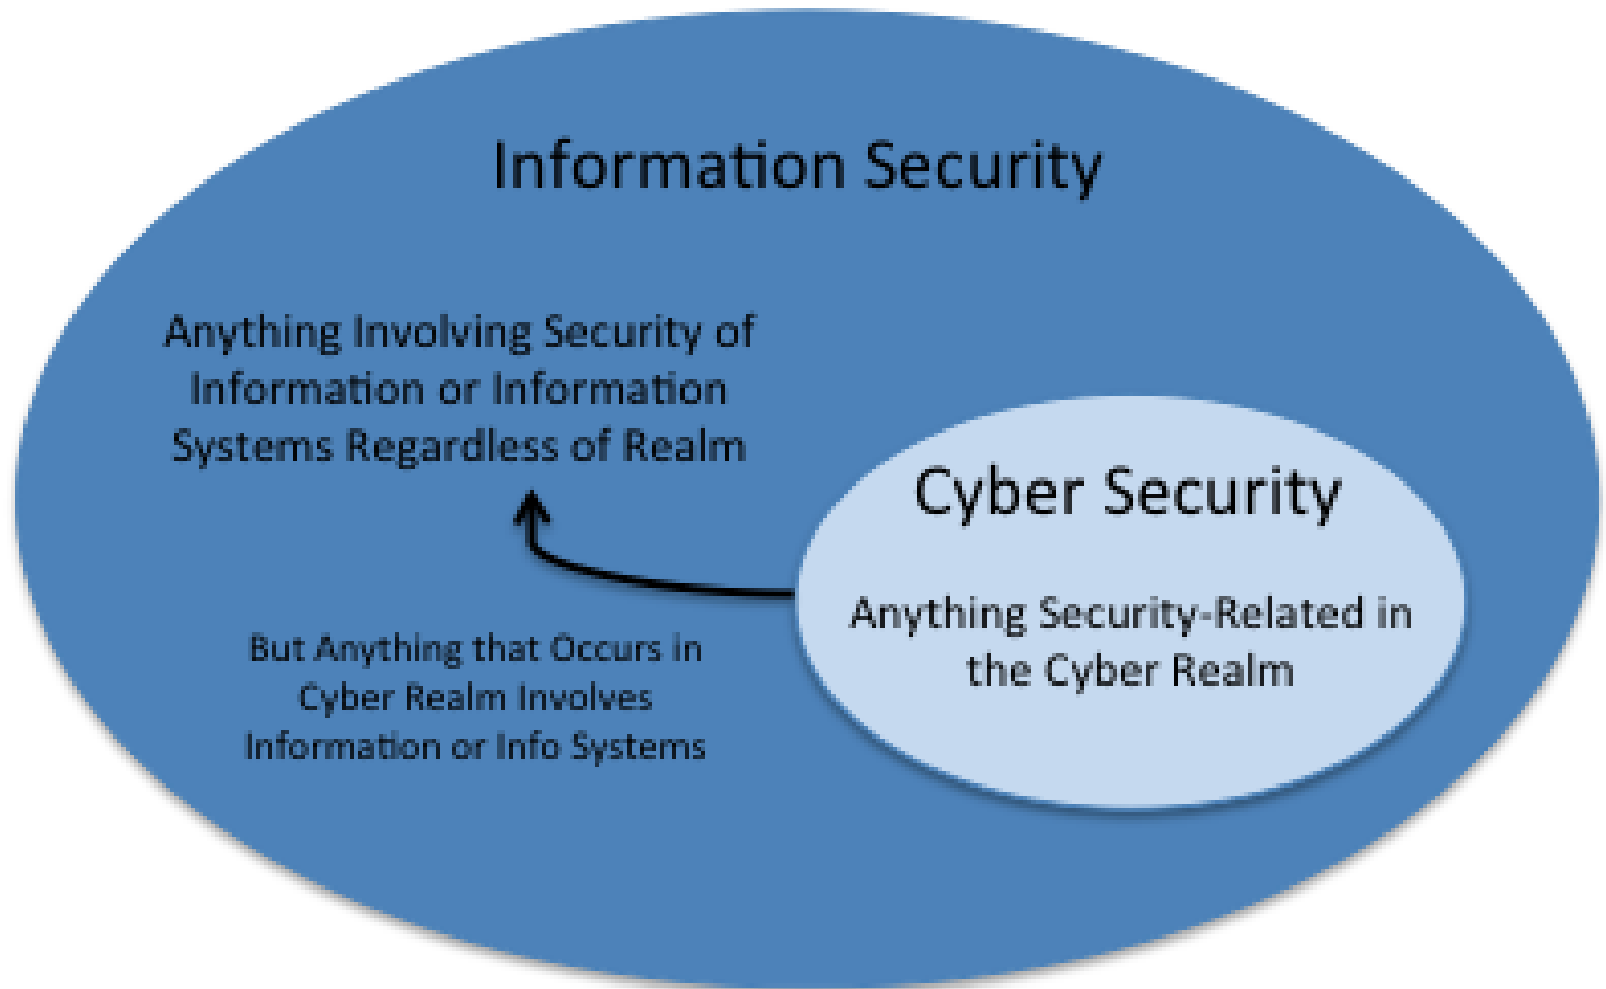 Information Security
Anything Involving Security of
Information or Information
Systems Regardless of Realm
Cyber Security
Anything Security-Related in
the Cyber Realm
But Anything that Occurs in
Cyber Realm Involves
Information or Info Systems